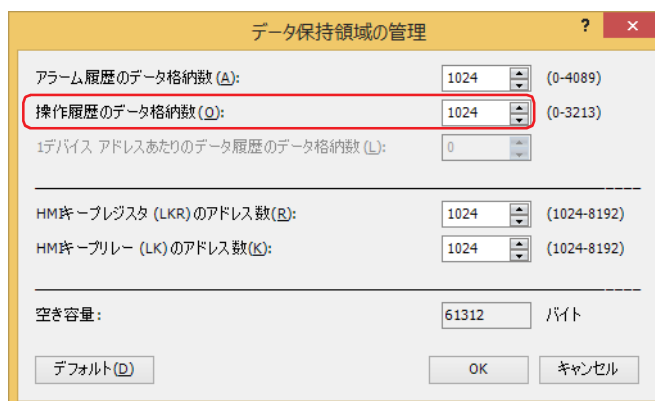 データ保持領域の管理 ? ×
アラーム履歴のデータ格納数(A): 1024 (0-4089)
操作履歴のデータ格納数(O): 1024 (0-3213)
1デバイス アドレスあたりのデータ履歴のデータ格納数(L): 0
HMIキープレジスタ (LKR)のアドレス数(R): 1024 (1024-8192)
HMIキープリレー (LK)のアドレス数(K): 1024 (1024-8192)
空き容量: 61312 バイト
デフォルト(D) OK キャンセル